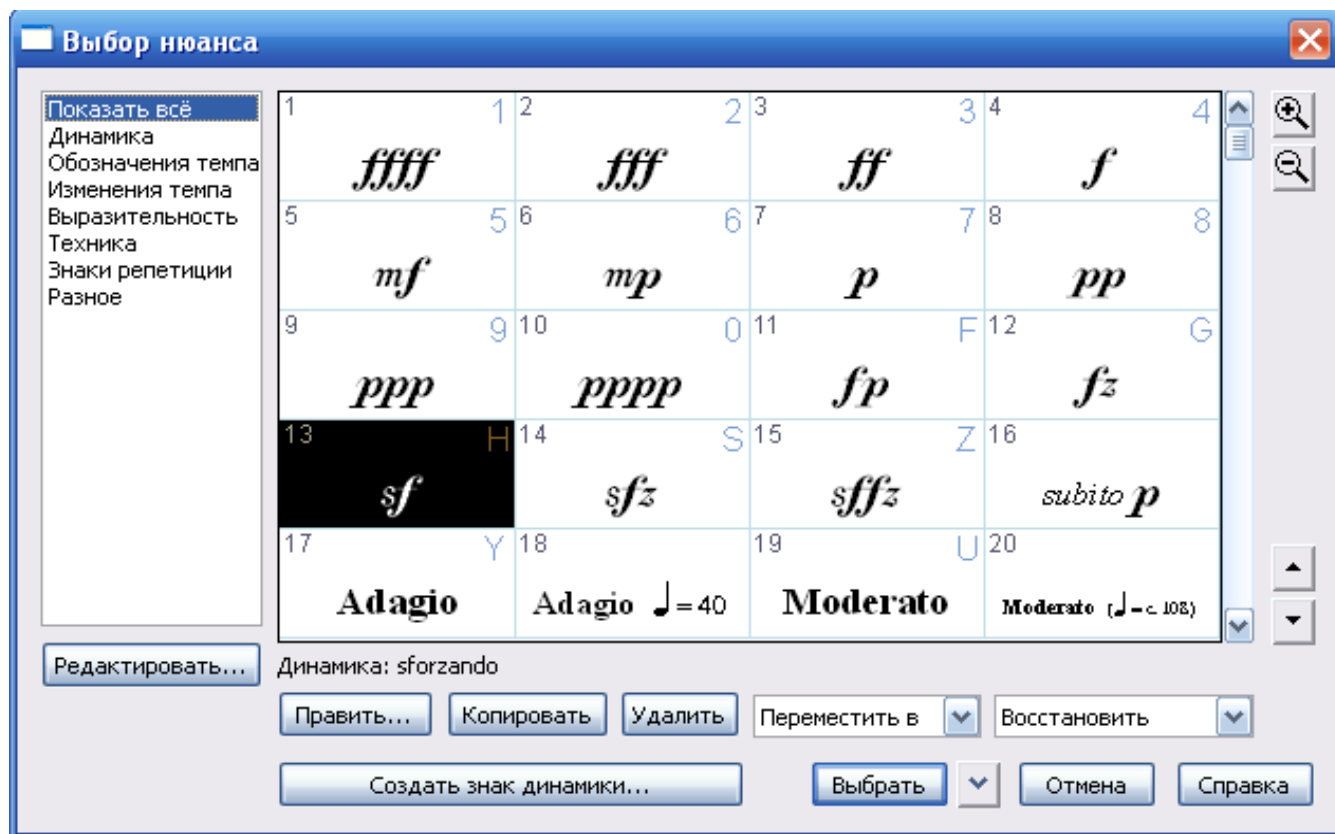 Выбор нюанса
Показать всё
Динамика
Обозначения темпа
Изменения темпа
Выразительность
Техника
Знаки репетиции
Разное
1 1 2 2 3 3 4 4
ffff fff ff f
5 5 6 6 7 7 8 8
mf mp p pp
9 9 10 0 11 F 12 G
ppp pppp fp fz
13 H 14 S 15 Z 16
sf sfz sffz subito p
17 Y 18 19 U 20
Adagio Adagio ♩=40 Moderato Moderato (♩=c. 108)
Редактировать...
Динамика: sforzando
Править... Копировать Удалить Переместить в Восстановить
Создать знак динамики... Выбрать Отмена Справка